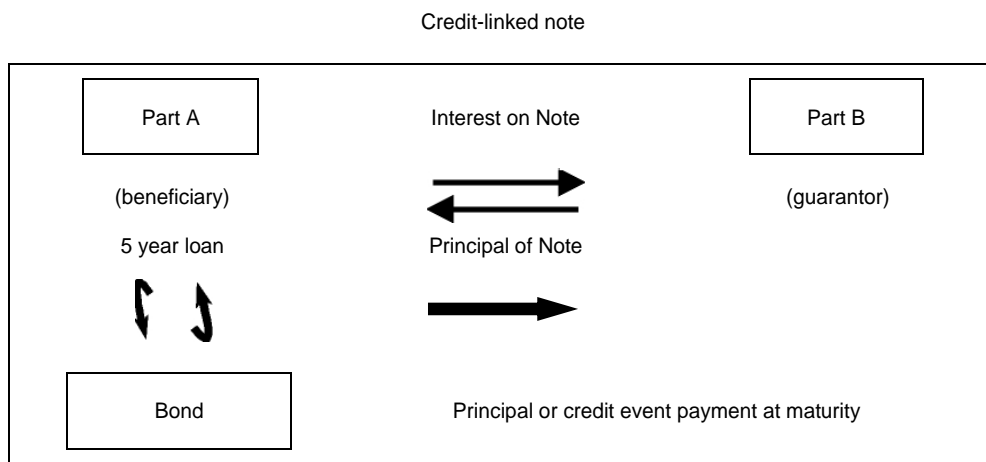 Credit-linked note
Part A
Interest on Note
Part B
(beneficiary)
(guarantor)
5 year loan
Principal of Note
Bond
Principal or credit event payment at maturity